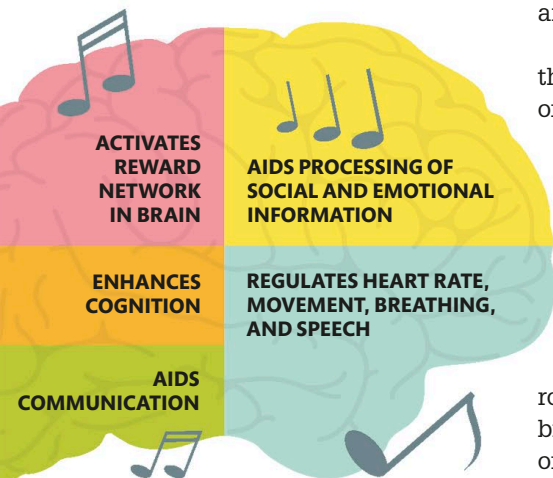 ACTIVATES
REWARD
NETWORK
IN BRAIN
AIDS PROCESSING OF
SOCIAL AND EMOTIONAL
INFORMATION
ENHANCES
COGNITION
REGULATES HEART RATE,
MOVEMENT, BREATHING,
AND SPEECH
AIDS
COMMUNICATION